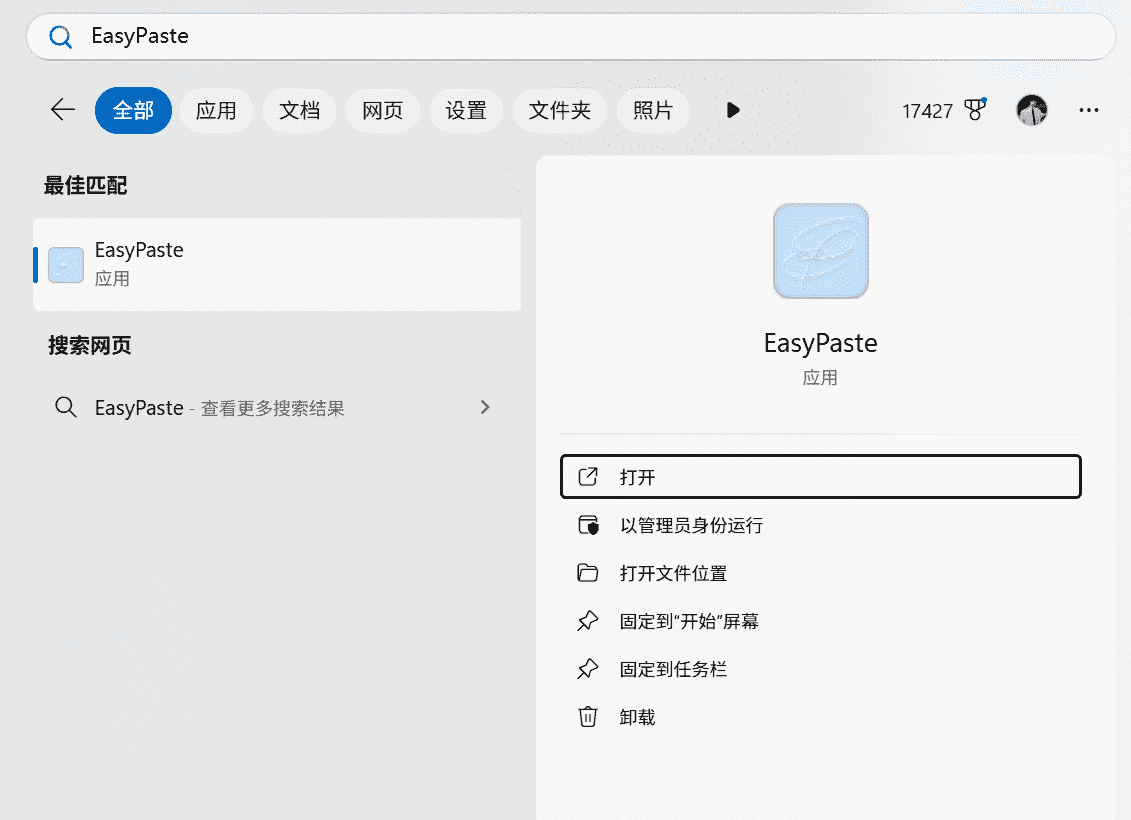 EasyPaste
全部 应用 文档 网页 设置 文件夹 照片 17427
最佳匹配
EasyPaste
应用
搜索网页
EasyPaste - 查看更多搜索结果
EasyPaste
应用
打开
以管理员身份运行
打开文件位置
固定到“开始”屏幕
固定到任务栏
卸载